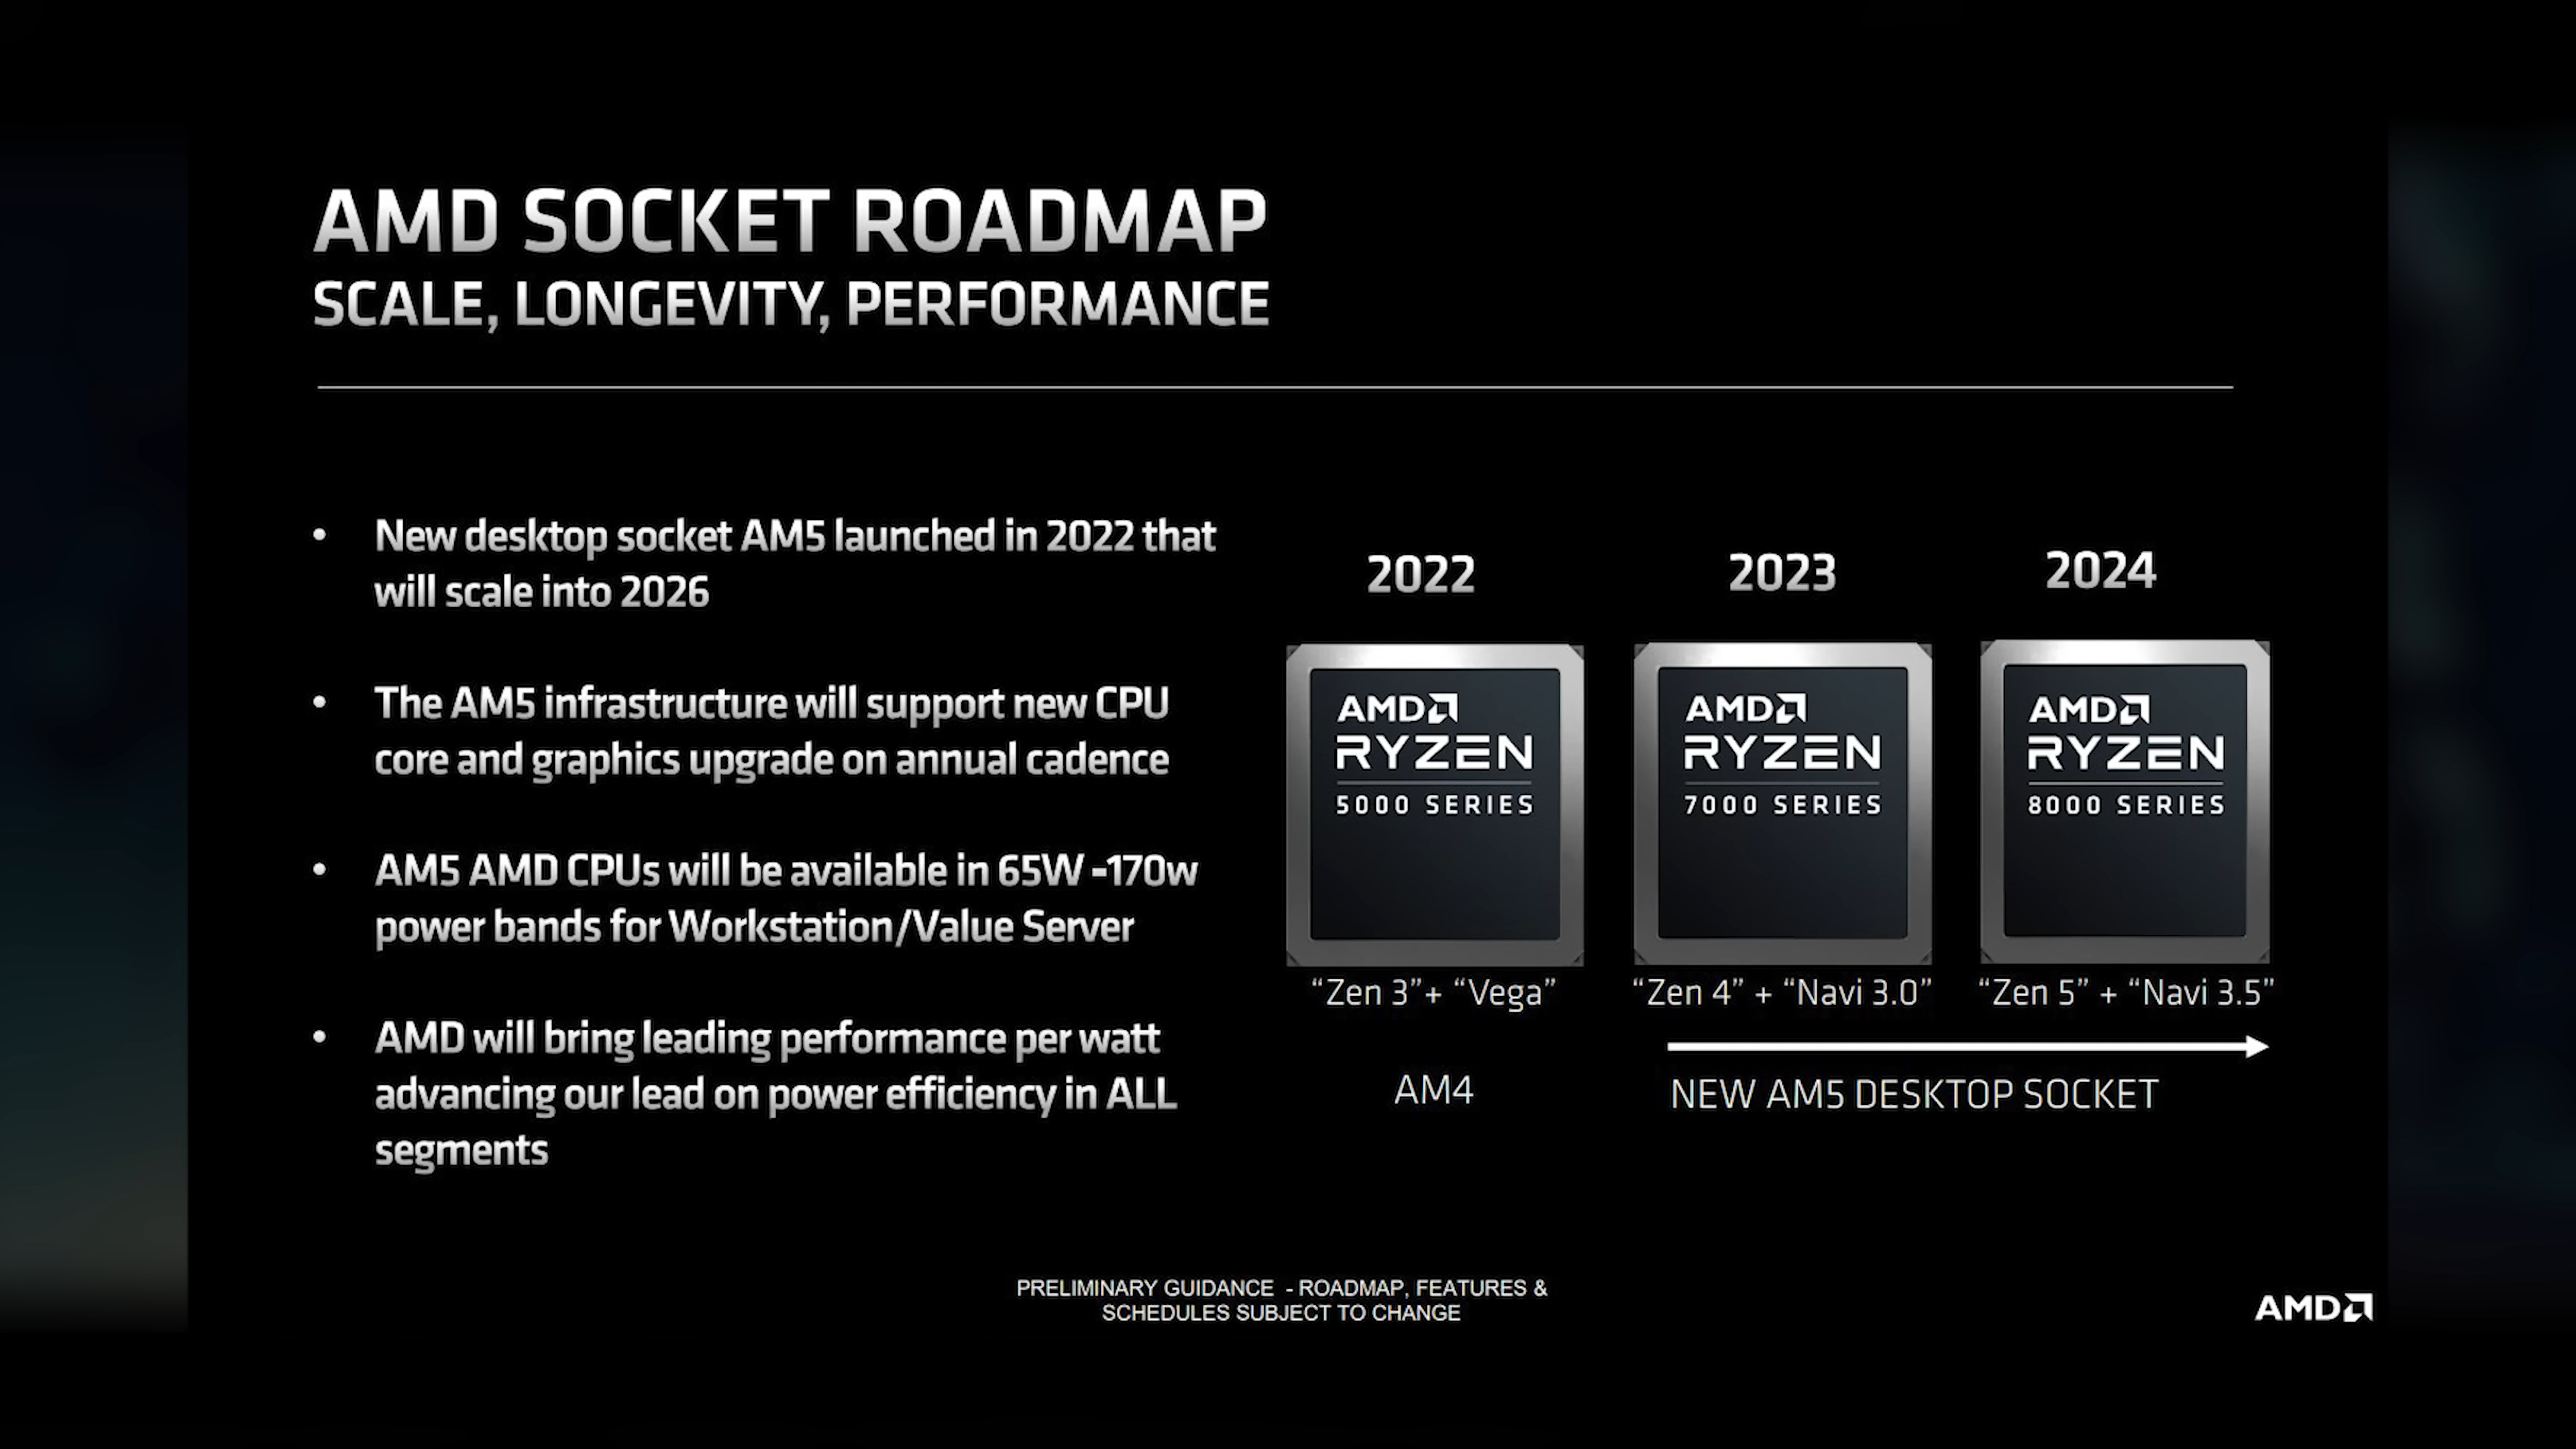 AMD SOCKET ROADMAP
SCALE, LONGEVITY, PERFORMANCE
• New desktop socket AM5 launched in 2022 that
will scale into 2026
• The AM5 infrastructure will support new CPU
core and graphics upgrade on annual cadence
• AM5 AMD CPUs will be available in 65W -170w
power bands for Workstation/Value Server
• AMD will bring leading performance per watt
advancing our lead on power efficiency in ALL
segments
2022
AMD
RYZEN
5000 SERIES
“Zen 3”+ “Vega”
AM4
2023
AMD
RYZEN
7000 SERIES
“Zen 4” + “Navi 3.0”
2024
AMD
RYZEN
8000 SERIES
“Zen 5” + “Navi 3.5”
NEW AM5 DESKTOP SOCKET
PRELIMINARY GUIDANCE - ROADMAP, FEATURES &
SCHEDULES SUBJECT TO CHANGE
AMD